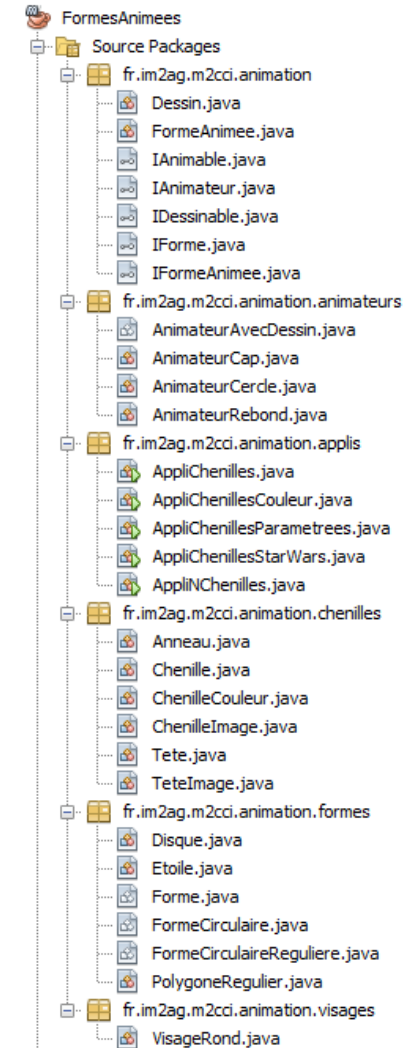 FormesAnimees
Source Packages
fr.im2ag.m2cci.animation
Dessin.java
FormeAnimee.java
IAnimable.java
IAnimateur.java
IDessinable.java
IForme.java
IFormeAnimee.java
fr.im2ag.m2cci.animation.animateurs
AnimateurAvecDessin.java
AnimateurCap.java
AnimateurCercle.java
AnimateurRebond.java
fr.im2ag.m2cci.animation.applis
AppliChenilles.java
AppliChenillesCouleur.java
AppliChenillesParametrees.java
AppliChenillesStarWars.java
AppliNChenilles.java
fr.im2ag.m2cci.animation.chenilles
Anneau.java
Chenille.java
ChenilleCouleur.java
ChenilleImage.java
Tete.java
TeteImage.java
fr.im2ag.m2cci.animation.formes
Disque.java
Etoile.java
Forme.java
FormeCirculaire.java
FormeCirculaireReguliere.java
PolygoneRegulier.java
fr.im2ag.m2cci.animation.visages
VisageRond.java